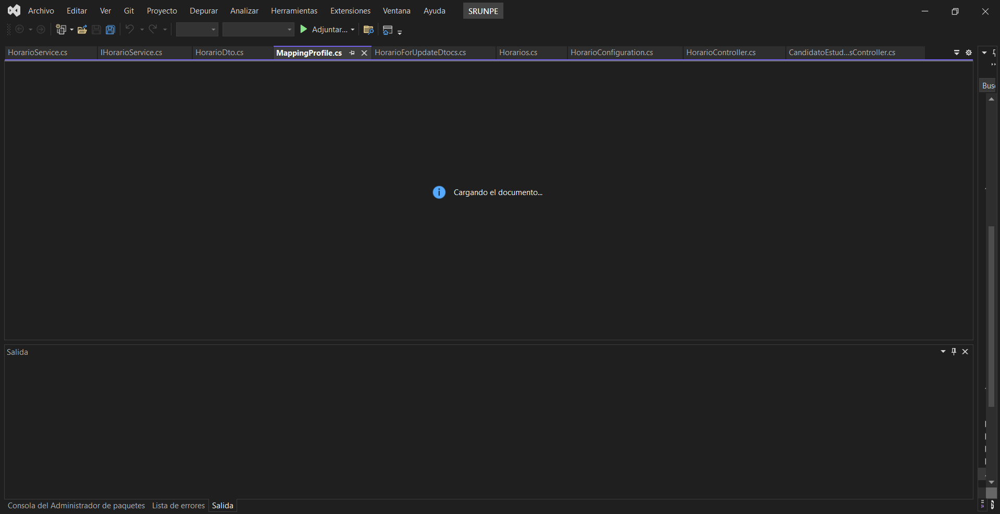 Archivo Editar Ver Git Proyecto Depurar Analizar Herramientas Extensiones Ventana Ayuda SRUNPE
Adjuntar...
HorarioService.cs IHorarioService.cs HorarioDto.cs MappingProfile.cs HorarioForUpdateDtocs.cs Horarios.cs HorarioConfiguration.cs HorarioController.cs CandidatoEstud...sController.cs
Cargando el documento...
Salida
Consola del Administrador de paquetes Lista de errores Salida